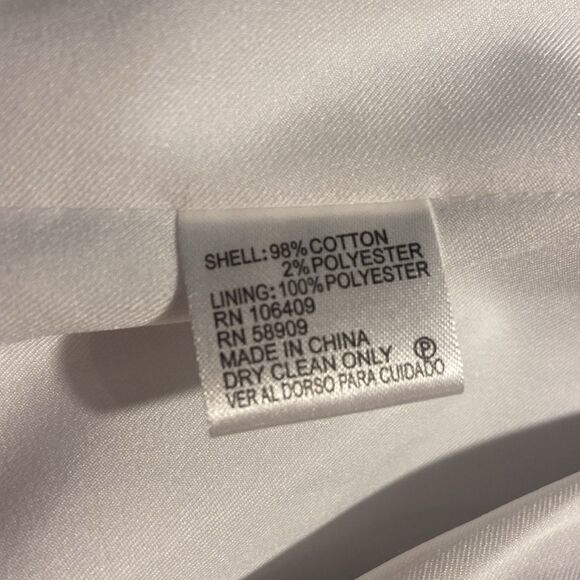 SHELL: 98% COTTON
2% POLYESTER
LINING: 100% POLYESTER
RN 106409
RN 58909
MADE IN CHINA
DRY CLEAN ONLY Ⓟ
VER AL DORSO PARA CUIDADO